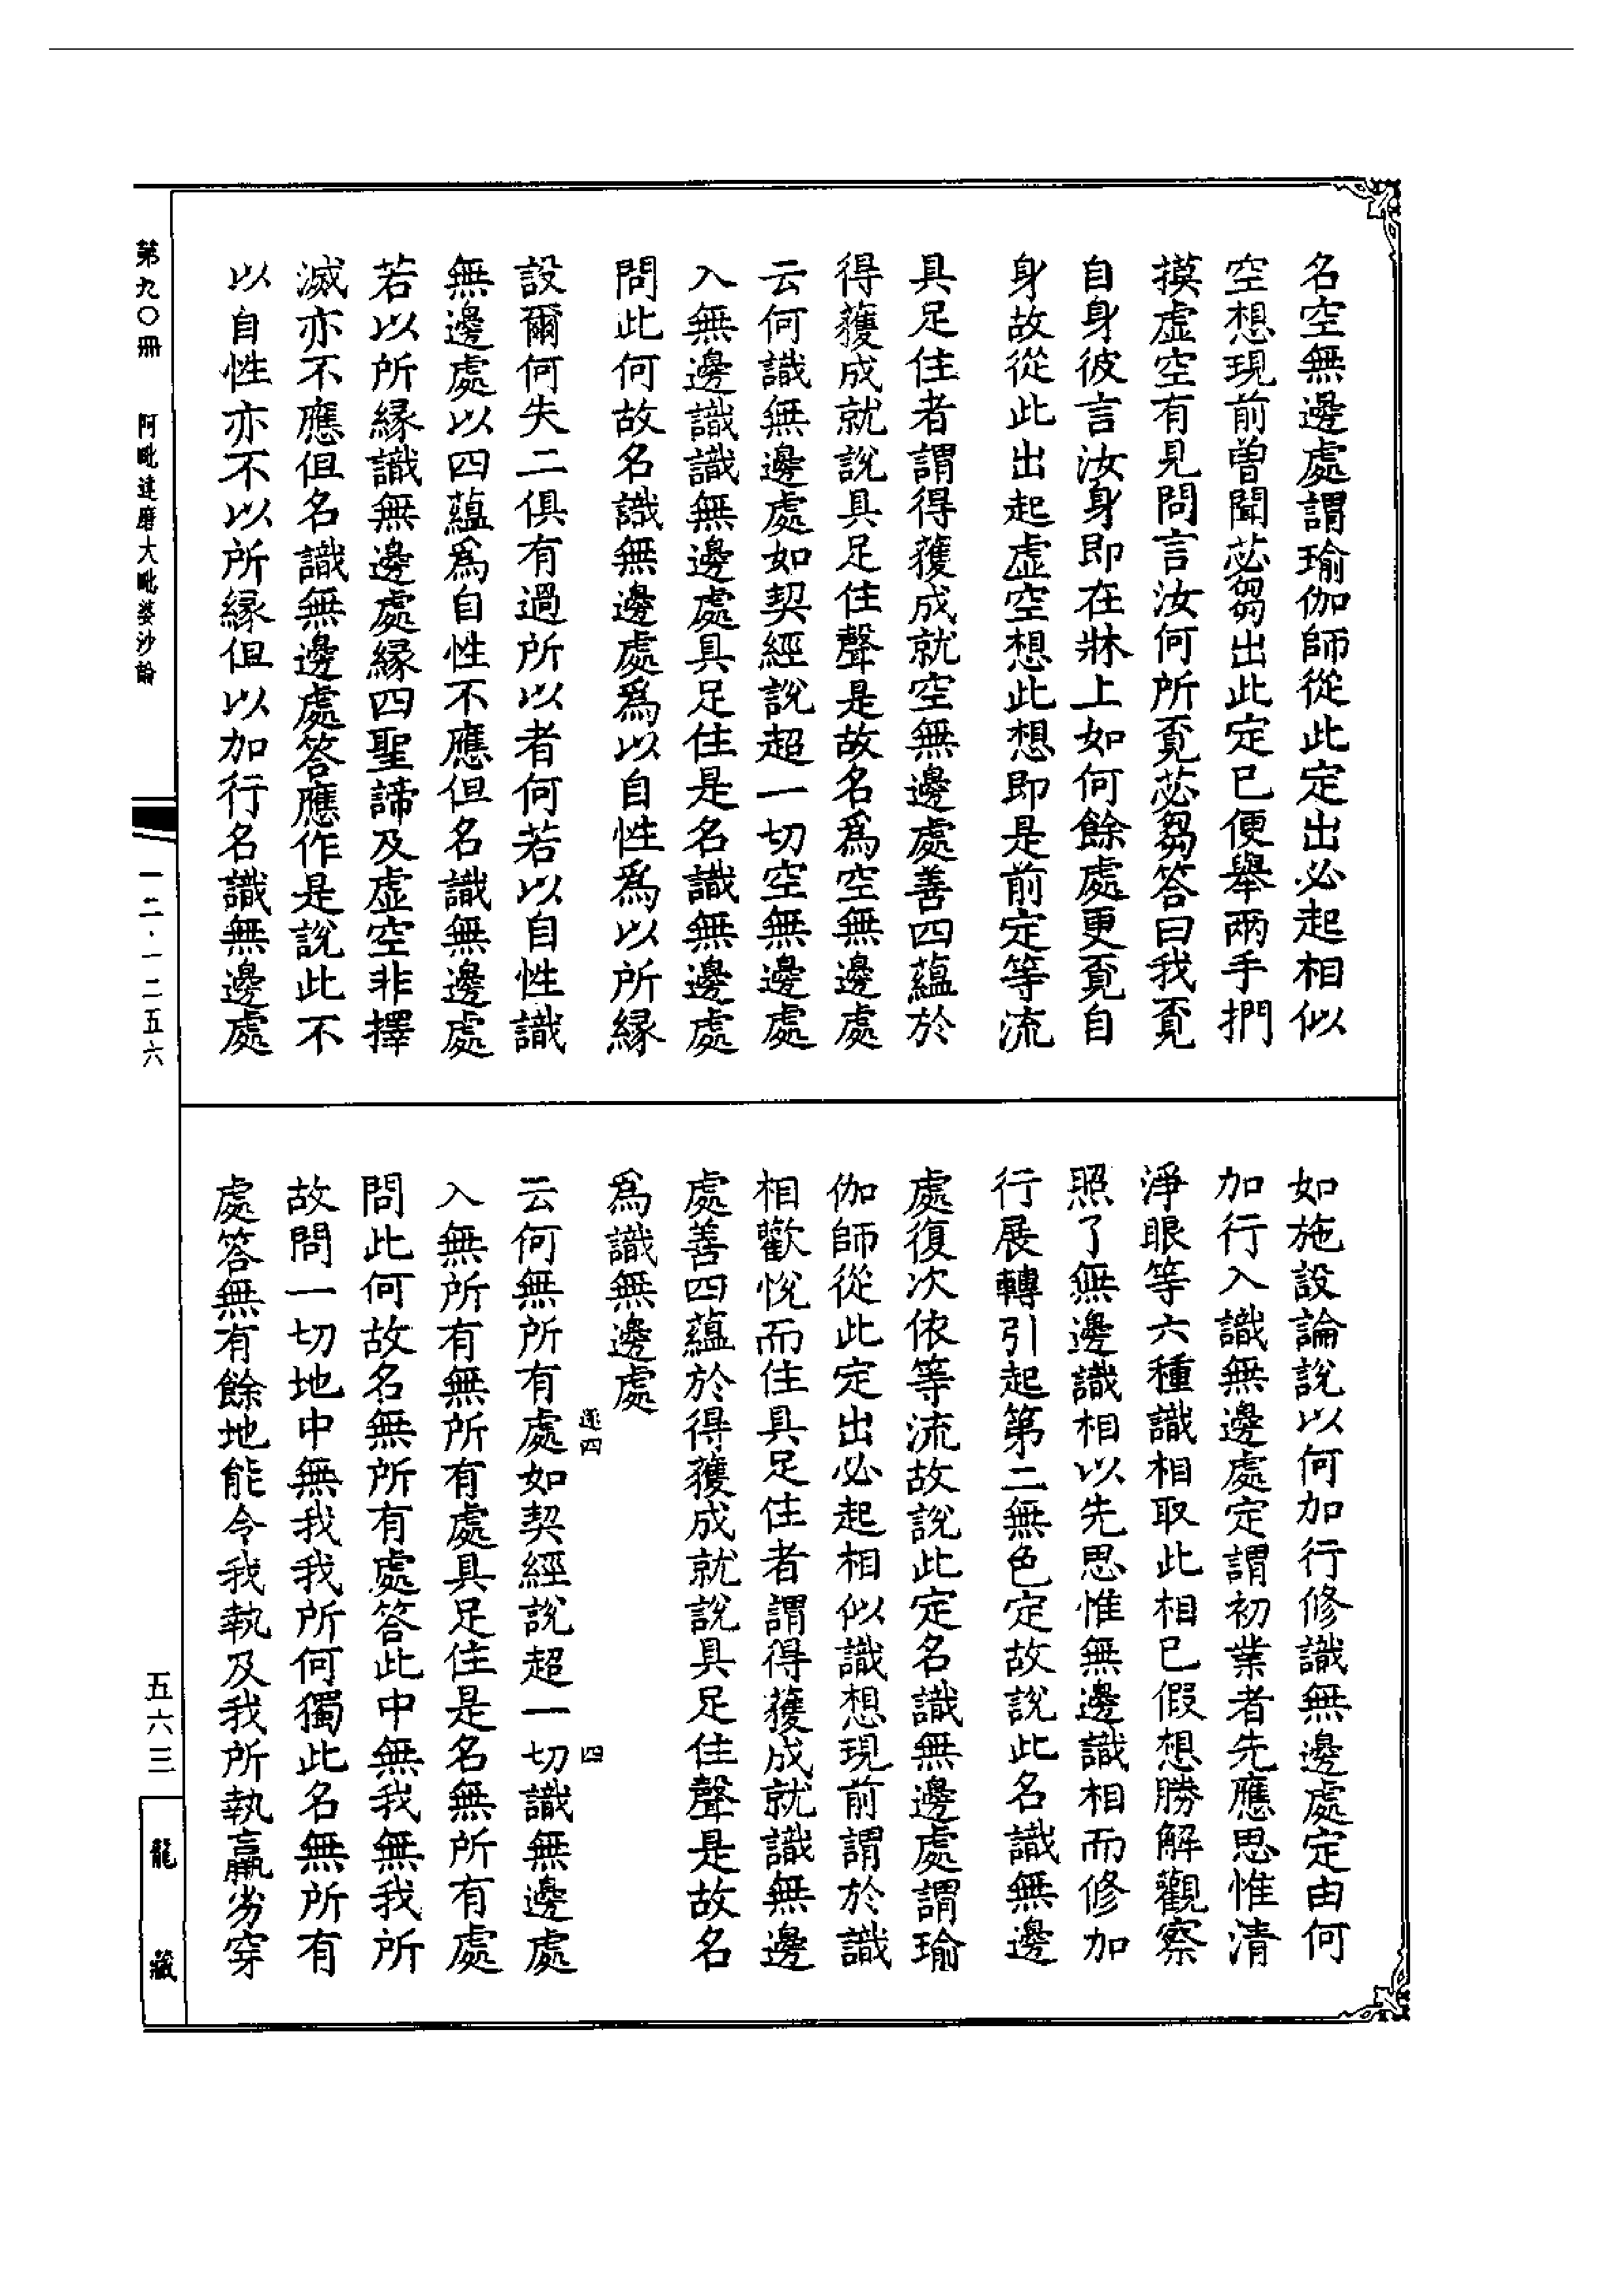 名空無邊處謂瑜伽師從此定出必起相似
空想現前曾聞苾芻出此定已便舉兩手捫
摸虛空有見問言汝何所覓苾芻答曰我覓
自身彼言汝身即在牀上如何餘處更覓自
身故從此出起虛空想此想即是前定等流
具足住者謂得獲成就空無邊處善四蘊於
得獲成就說具足住聲是故名爲空無邊處
云何識無邊處如契經說超一切空無邊處
入無邊識識無邊處具足住是名識無邊處
問此何故名識無邊處爲以自性爲以所緣
設爾何失二俱有過所以者何若以自性識
無邊處以四蘊爲自性不應但名識無邊處
若以所緣識無邊處緣四聖諦及虛空非擇
滅亦不應但名識無邊處答應作是說此不
以自性亦不以所緣但以加行名識無邊處
如施設論說以何加行修識無邊處定由何
加行入識無邊處定謂初業者先應思惟清
淨眼等六種識相取此相已假想勝解觀察
照了無邊識相以先思惟無邊識相而修加
行展轉引起第二無色定故說此名識無邊
處復次依等流故說此定名識無邊處謂瑜
伽師從此定出必起相似識想現前謂於識
相歡悅而住具足住者謂得獲成就識無邊
處善四蘊於得獲成就說具足住聲是故名
爲識無邊處
逐四
四
云何無所有處如契經說超一切識無邊處
入無所有無所有處具足住是名無所有處
問此何故名無所有處答此中無我無我所
故問一切地中無我我所何獨此名無所有
處答無有餘地能令我執及我所執羸劣穿
第九〇冊
阿毗達磨大毗婆沙論
一二·一二五六
五六三
龍藏